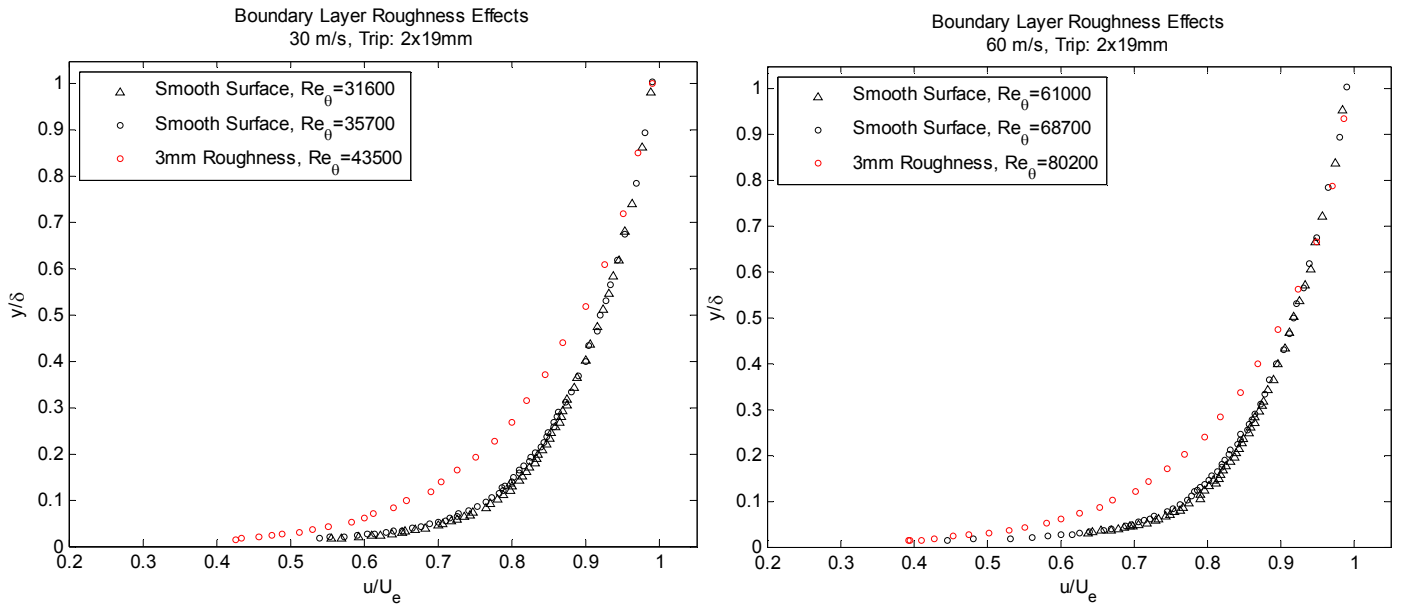 Boundary Layer Roughness Effects
30 m/s, Trip: 2x19mm
Smooth Surface, Reθ=31600
Smooth Surface, Reθ=35700
3mm Roughness, Reθ=43500
1
0.9
0.8
0.7
0.6
0.5
0.4
0.3
0.2
0.1
0
y/δ
0.2 0.3 0.4 0.5 0.6 0.7 0.8 0.9 1
u/Ue
Boundary Layer Roughness Effects
60 m/s, Trip: 2x19mm
Smooth Surface, Reθ=61000
Smooth Surface, Reθ=68700
3mm Roughness, Reθ=80200
1
0.9
0.8
0.7
0.6
0.5
0.4
0.3
0.2
0.1
0
y/δ
0.2 0.3 0.4 0.5 0.6 0.7 0.8 0.9 1
u/Ue